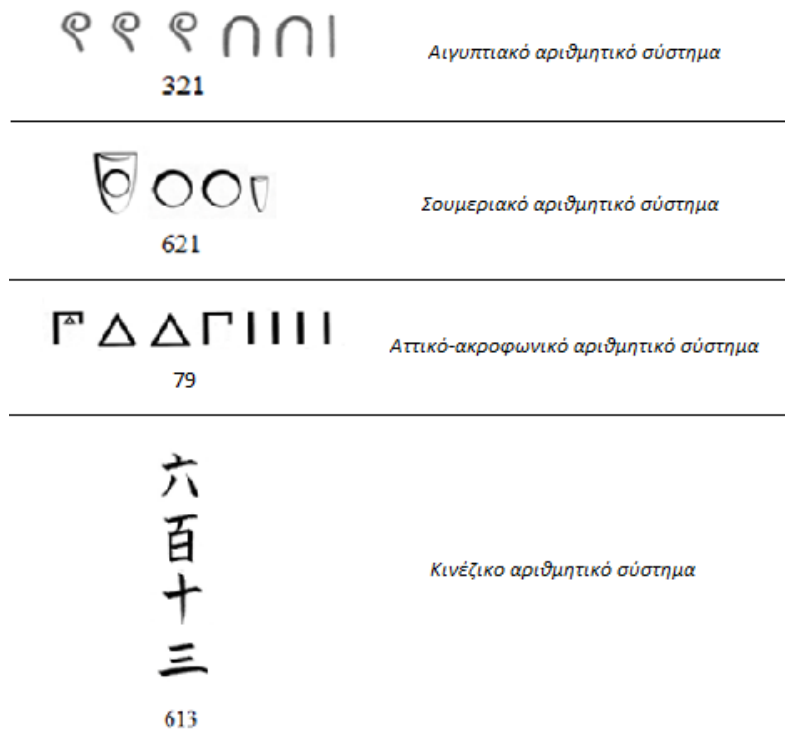 321
Αιγυπτιακό αριθμητικό σύστημα
621
Σουμεριακό αριθμητικό σύστημα
𐅄ΔΔΓΙΙΙΙ
79
Αττικό-ακροφωνικό αριθμητικό σύστημα
六
百
十
三
613
Κινέζικο αριθμητικό σύστημα